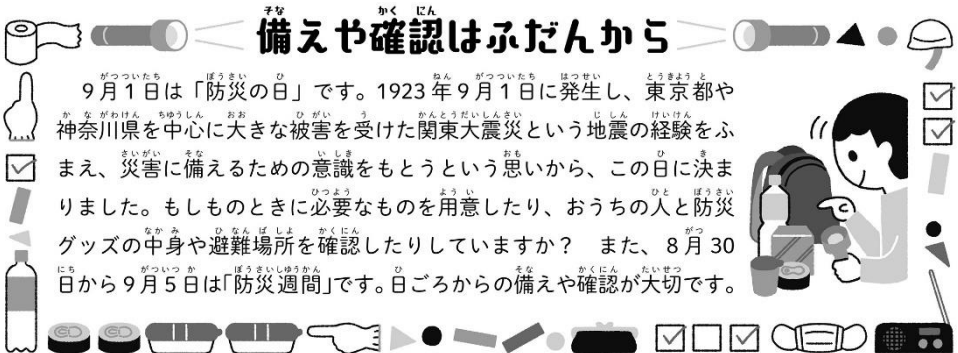 備えや確認はふだんから
9月1日は「防災の日」です。1923年9月1日に発生し、東京都や
神奈川県を中心に大きな被害を受けた関東大震災という地震の経験をふ
まえ、災害に備えるための意識をもとうという思いから、この日に決ま
りました。もしものときに必要なものを用意したり、おうちの人と防災
グッズの中身や避難場所を確認したりしていますか？　また、8月30
日から9月5日は「防災週間」です。日ごろからの備えや確認が大切です。